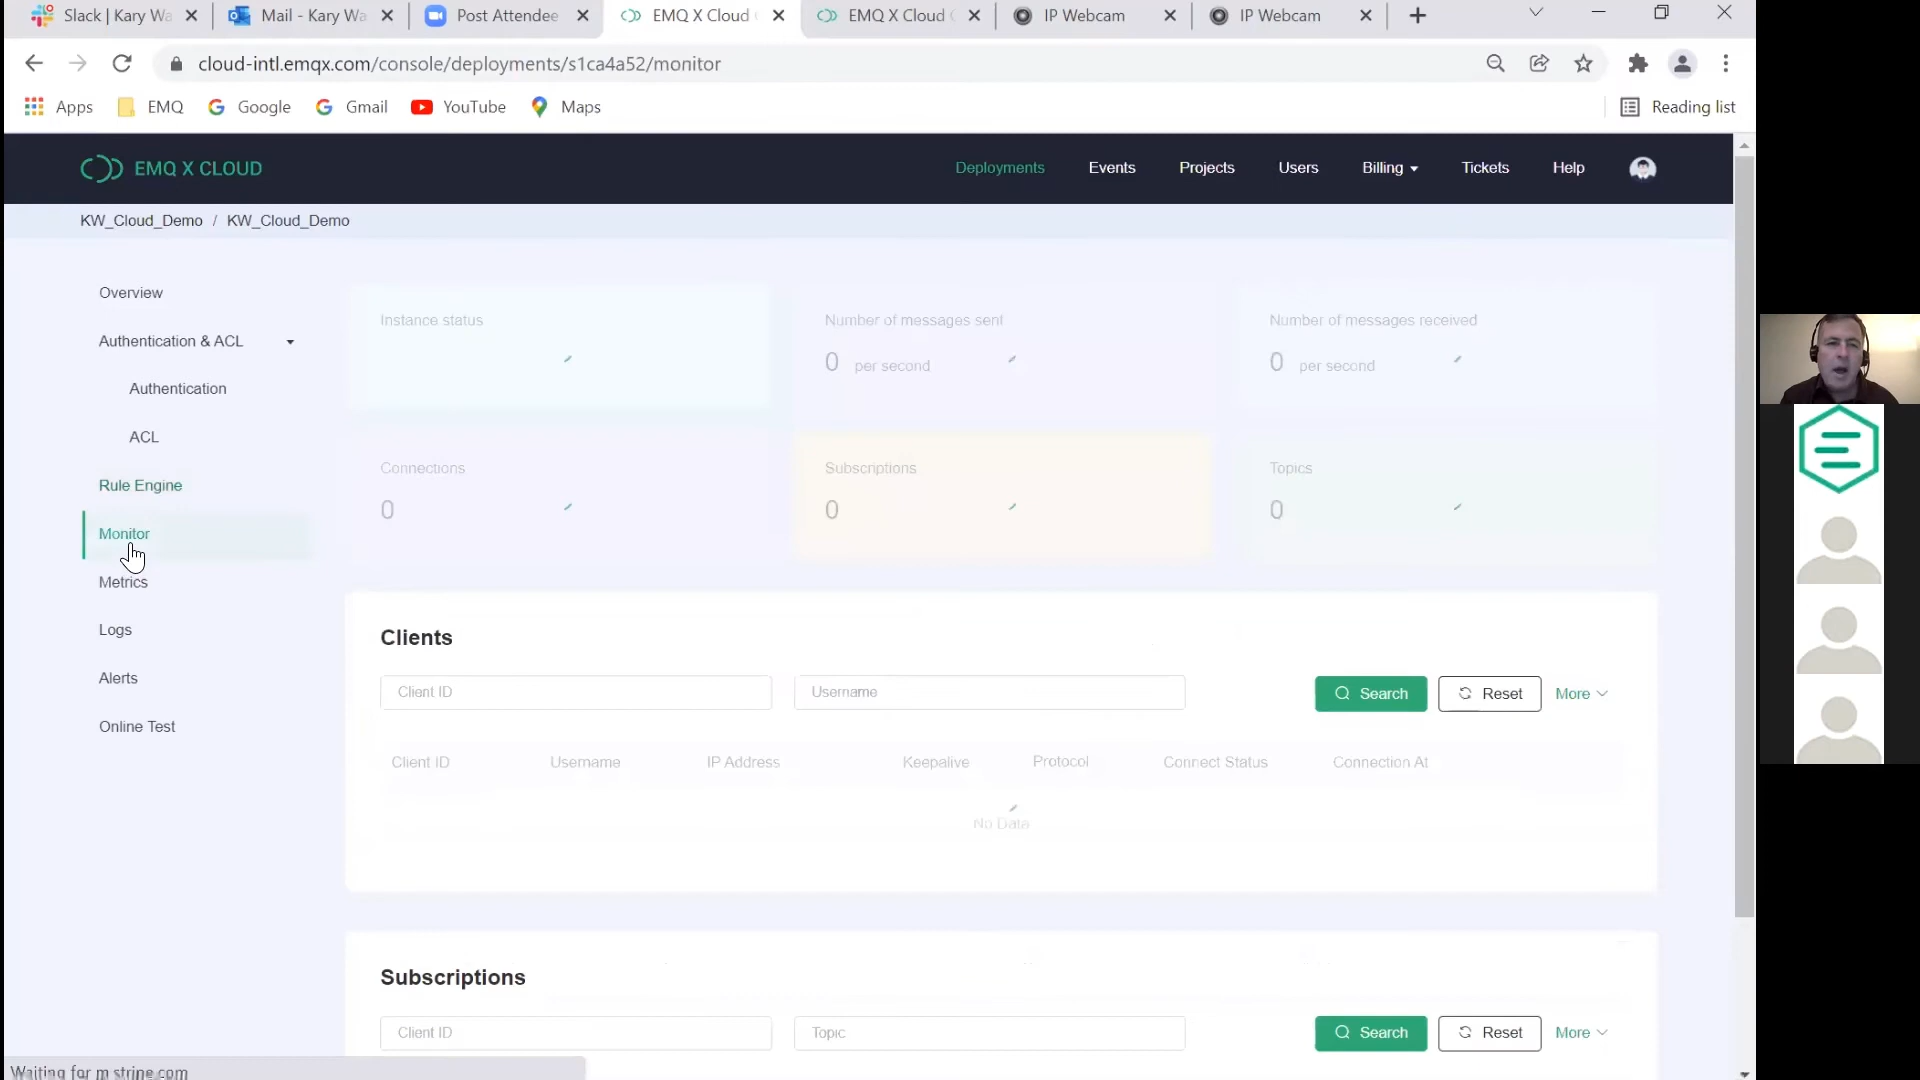 Slack | Kary Wa
Mail - Kary Wa
Post Attendee
EMQ X Cloud
EMQ X Cloud
IP Webcam
IP Webcam
cloud-intl.emqx.com/console/deployments/s1ca4a52/monitor
Apps
EMQ
Google
Gmail
YouTube
Maps
Reading list
EMQ X CLOUD
Deployments
Events
Projects
Users
Billing
Tickets
Help
KW_Cloud_Demo / KW_Cloud_Demo
Overview
Authentication & ACL
Authentication
ACL
Rule Engine
Monitor
Metrics
Logs
Alerts
Online Test
Instance status
Number of messages sent
0 per second
Number of messages received
0 per second
Connections
0
Subscriptions
0
Topics
0
Clients
Client ID
Username
Search
Reset
More
Client ID
Username
IP Address
Keepalive
Protocol
Connect Status
Connection At
No Data
Subscriptions
Client ID
Topic
Search
Reset
More
Waiting for m.stripe.com